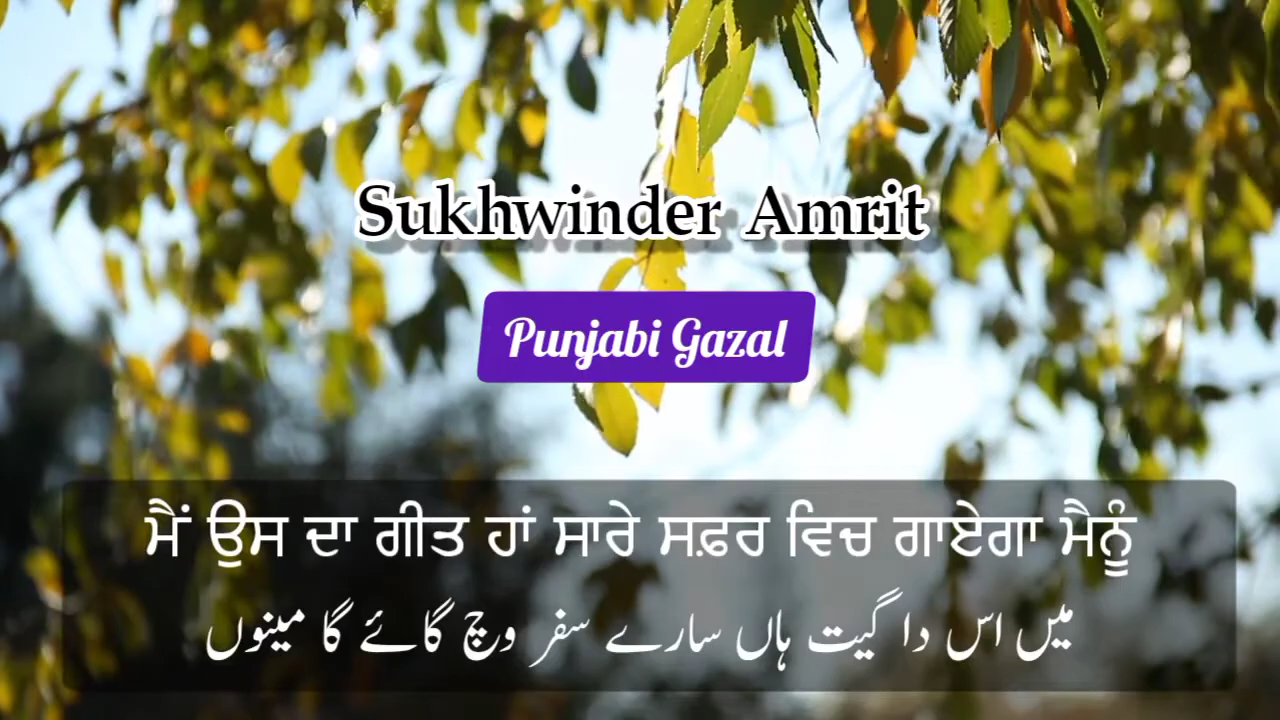 Sukhwinder Amrit
Punjabi Gazal
ਮੈਂ ਉਸ ਦਾ ਗੀਤ ਹਾਂ ਸਾਰੇ ਸਫ਼ਰ ਵਿਚ ਗਾਏਗਾ ਮੈਨੂੰ
میں اس دا گیت ہاں سارے سفر وچ گائے گا مینوں